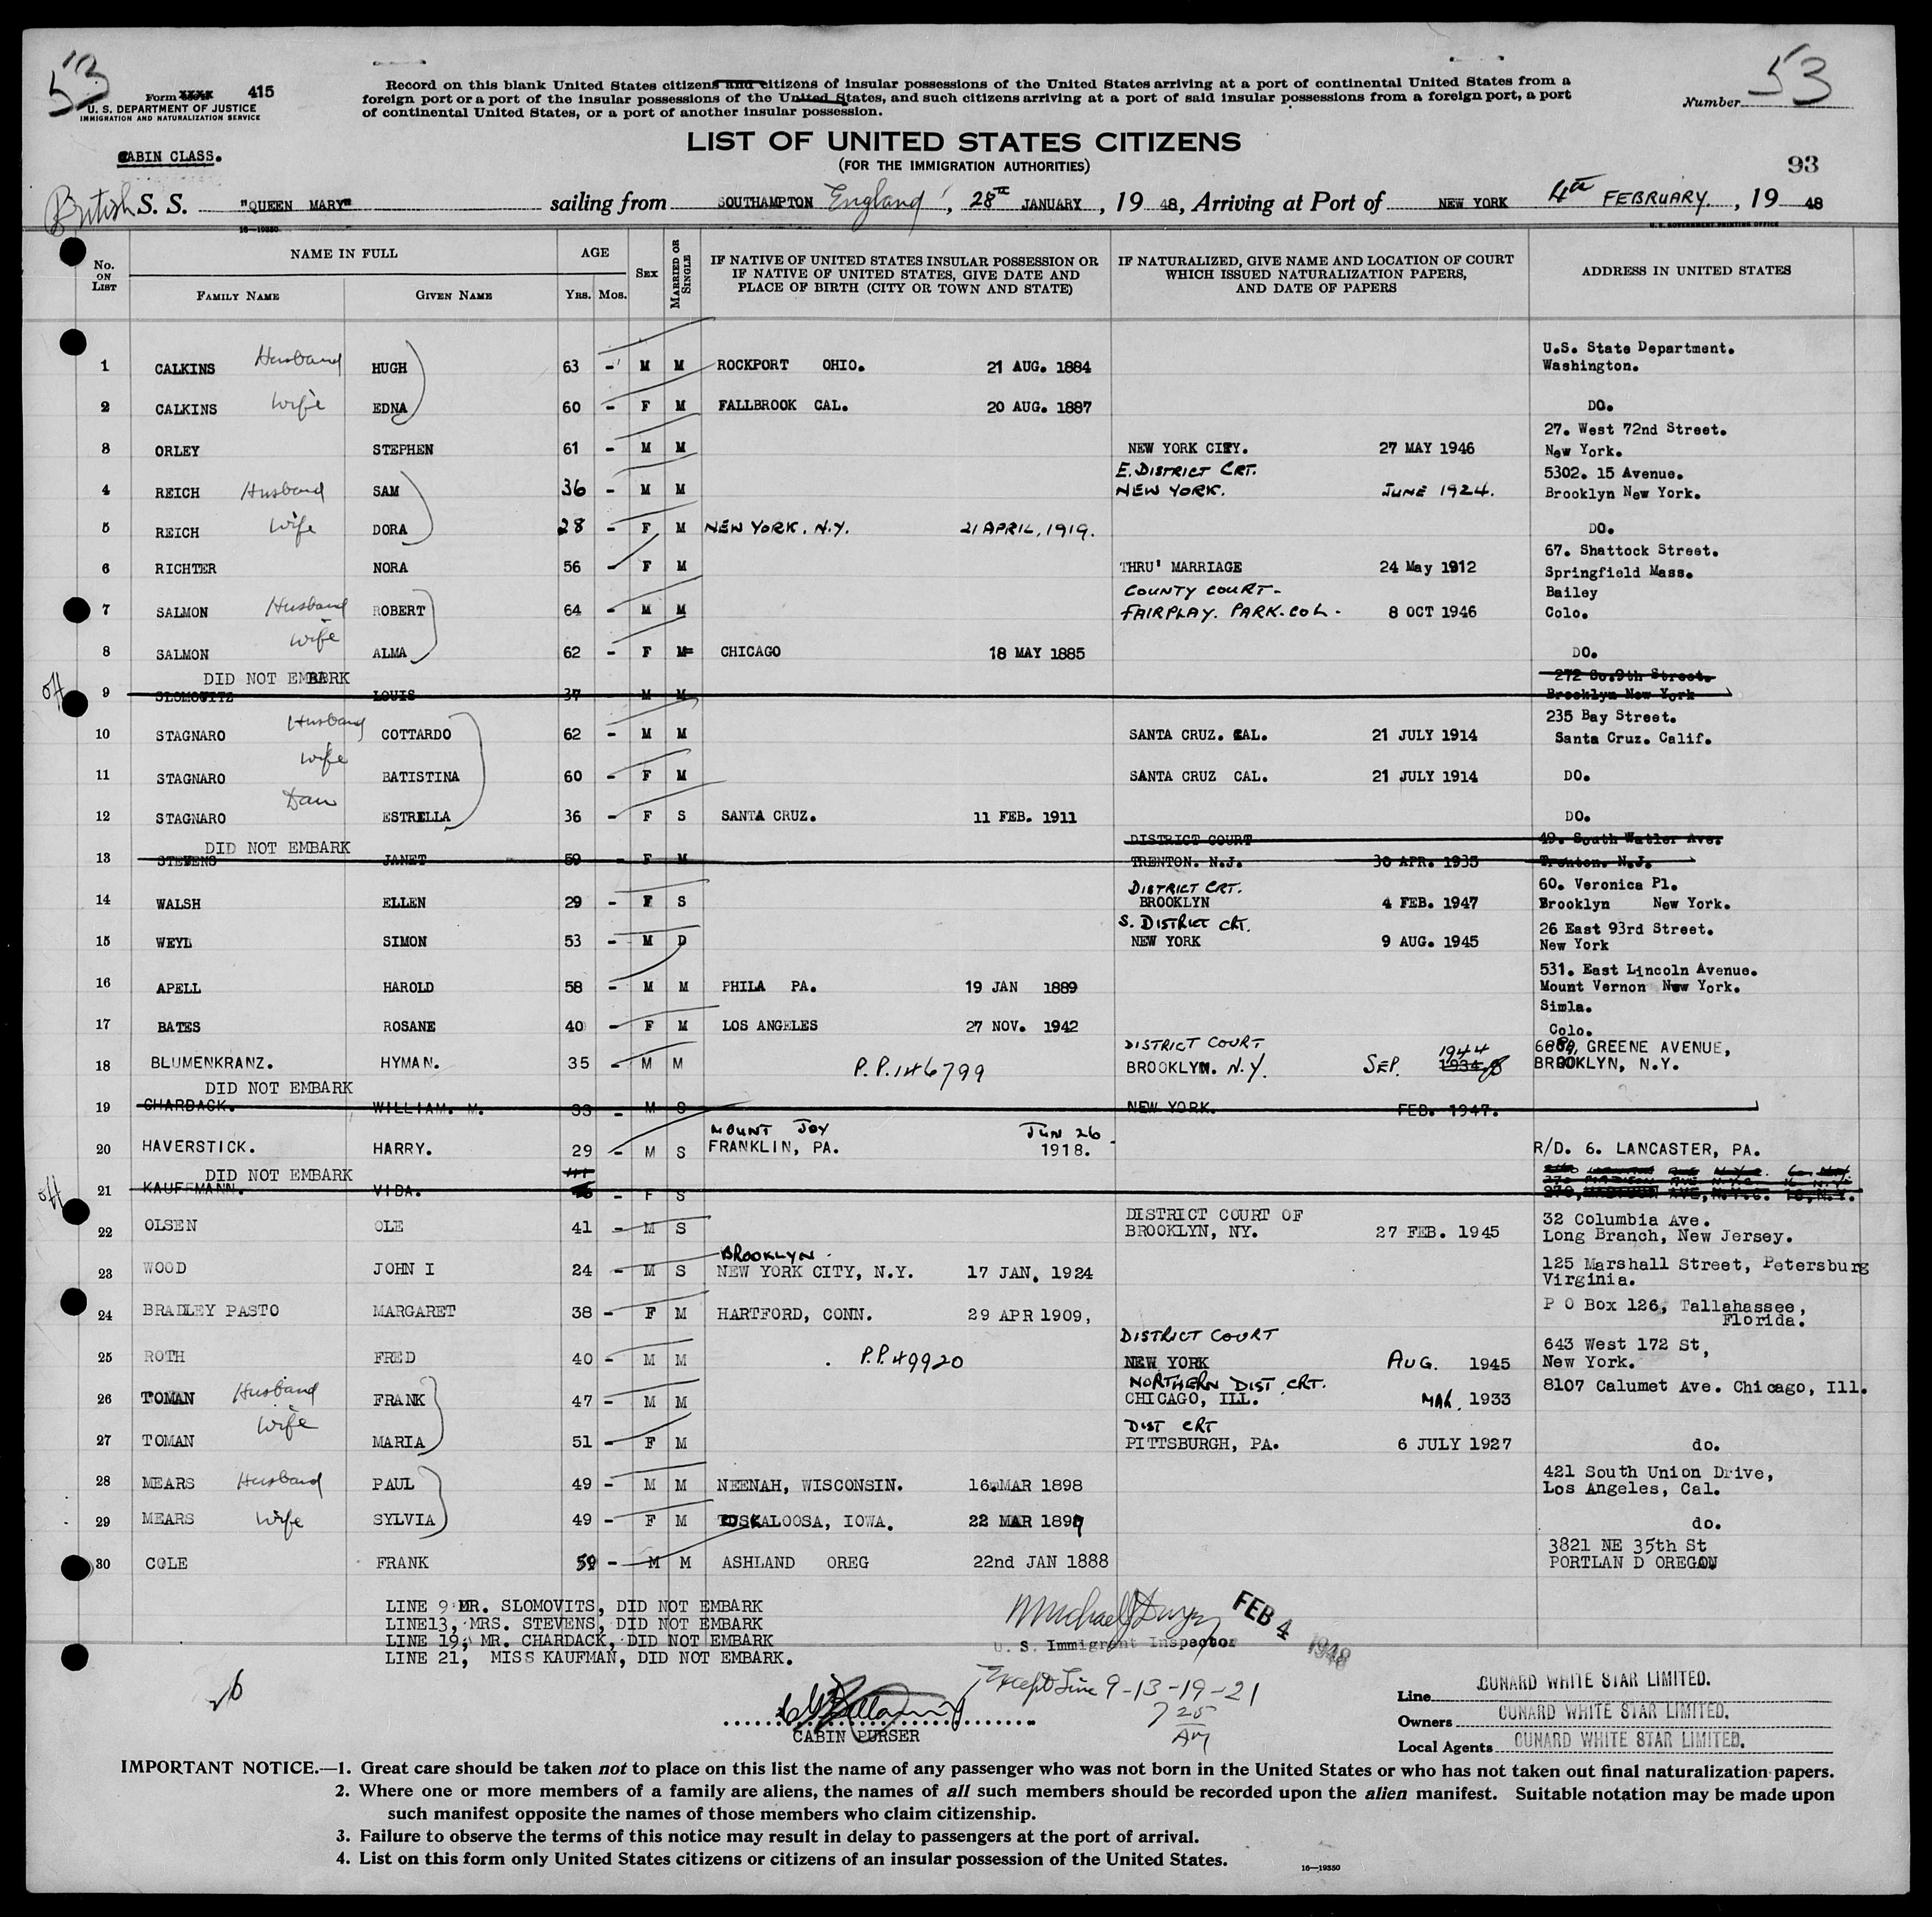 53
53
Form 415
U. S. DEPARTMENT OF JUSTICE
IMMIGRATION AND NATURALIZATION SERVICE
Record on this blank United States citizens and citizens of insular possessions of the United States arriving at a port of continental United States from a
foreign port or a port of the insular possessions of the United States, and such citizens arriving at a port of said insular possessions from a foreign port, a port
of continental United States, or a port of another insular possession.
Number
LIST OF UNITED STATES CITIZENS
(FOR THE IMMIGRATION AUTHORITIES)
CABIN CLASS.
93
British S. S. "QUEEN MARY" sailing from SOUTHAMPTON England, 28th JANUARY, 19 48, Arriving at Port of NEW YORK 4th FEBRUARY, 19 48
16—19350 U. S. GOVERNMENT PRINTING OFFICE
No. ON LIST NAME IN FULL FAMILY NAME GIVEN NAME AGE YRS. MOS. SEX MARRIED OR SINGLE
IF NATIVE OF UNITED STATES INSULAR POSSESSION OR
IF NATIVE OF UNITED STATES, GIVE DATE AND
PLACE OF BIRTH (CITY OR TOWN AND STATE)
IF NATURALIZED, GIVE NAME AND LOCATION OF COURT
WHICH ISSUED NATURALIZATION PAPERS,
AND DATE OF PAPERS
ADDRESS IN UNITED STATES
U.S. State Department.
1 CALKINS Husband HUGH 63 - M M ROCKPORT OHIO. 21 AUG. 1884 Washington.
2 CALKINS Wife EDNA 60 - F M FALLBROOK CAL. 20 AUG. 1887 DO.
27. West 72nd Street.
3 ORLEY STEPHEN 61 - M M NEW YORK CITY. 27 MAY 1946 New York.
E. DISTRICT CRT. 5302. 15 Avenue.
4 REICH Husband SAM 36 - M M NEW YORK. JUNE 1924. Brooklyn New York.
5 REICH Wife DORA 28 - F M NEW YORK. N.Y. 21 APRIL, 1919. DO.
67. Shattock Street.
6 RICHTER NORA 56 - F M THRU' MARRIAGE 24 May 1912 Springfield Mass.
COUNTY COURT- Bailey
7 SALMON Husband ROBERT 64 - M M FAIRPLAY. PARK. COL - 8 OCT 1946 Colo.
8 SALMON Wife ALMA 62 - F M CHICAGO 18 MAY 1885 DO.
DID NOT EMBARK 272 So.9th Street.
off 9 SLOMOVITZ LOUIS 37 M M Brooklyn New York
235 Bay Street.
10 STAGNARO Husband COTTARDO 62 - M M SANTA CRUZ. CAL. 21 JULY 1914 Santa Cruz. Calif.
11 STAGNARO Wife BATISTINA 60 - F M SANTA CRUZ CAL. 21 JULY 1914 DO.
12 STAGNARO Dau ESTRELLA 36 - F S SANTA CRUZ. 11 FEB. 1911 DO.
DID NOT EMBARK DISTRICT COURT 49. South Watler Ave.
13 STEVENS JANET 59 - F M TRENTON. N.J. 30 APR. 1935 Trenton. N.J.
DISTRICT CRT. 60. Veronica Pl.
14 WALSH ELLEN 29 - F S BROOKLYN 4 FEB. 1947 Brooklyn New York.
S. DISTRICT CRT. 26 East 93rd Street.
15 WEYL SIMON 53 - M D NEW YORK 9 AUG. 1945 New York
531. East Lincoln Avenue.
16 APELL HAROLD 58 - M M PHILA PA. 19 JAN 1889 Mount Vernon New York.
Simla.
17 BATES ROSANE 40 - F M LOS ANGELES 27 NOV. 1942 Colo.
DISTRICT COURT 1944 GREENE AVENUE,
18 BLUMENKRANZ. HYMAN. 35 - M M P.P. 146799 BROOKLYN. N.Y. SEP. 1934 BROOKLYN, N.Y.
DID NOT EMBARK
19 CHARDACK. WILLIAM. M. 33 - M S NEW YORK. FEB. 1947.
MOUNT JOY JUN 26
20 HAVERSTICK. HARRY. 29 - M S FRANKLIN, PA. 1918. R/D. 6. LANCASTER, PA.
DID NOT EMBARK
off 21 KAUFMANN. VIDA. - F S 270, MADISON AVE, N.Y.C. 16, N.Y.
DISTRICT COURT OF 32 Columbia Ave.
22 OLSEN OLE 41 - M S BROOKLYN, NY. 27 FEB. 1945 Long Branch, New Jersey.
BROOKLYN. 125 Marshall Street, Petersburg
23 WOOD JOHN I 24 - M S NEW YORK CITY, N.Y. 17 JAN. 1924 Virginia.
P O Box 126, Tallahassee,
24 BRADLEY PASTO MARGARET 38 - F M HARTFORD, CONN. 29 APR 1909, Florida.
DISTRICT COURT 643 West 172 St,
25 ROTH FRED 40 - M M P.P. 49920 NEW YORK AUG. 1945 New York.
NORTHERN DIST. CRT.
26 TOMAN Husband FRANK 47 - M M CHICAGO, ILL. MAR. 1933 8107 Calumet Ave. Chicago, Ill.
DIST CRT
27 TOMAN Wife MARIA 51 - F M PITTSBURGH, PA. 6 JULY 1927 do.
421 South Union Drive,
28 MEARS Husband PAUL 49 - M M NEENAH, WISCONSIN. 16 MAR 1898 Los Angeles, Cal.
29 MEARS Wife SYLVIA 49 - F M OSKALOOSA, IOWA. 22 MAR 1899 do.
3821 NE 35th St
30 COLE FRANK 59 - M M ASHLAND OREG 22nd JAN 1888 PORTLAN D OREGON
LINE 9 MR. SLOMOVITS, DID NOT EMBARK
LINE13, MRS. STEVENS, DID NOT EMBARK
LINE 19, MR. CHARDACK, DID NOT EMBARK
LINE 21, MISS KAUFMAN, DID NOT EMBARK.
FEB 4 1948
U. S. Immigrant Inspector
26
Except Line 9-13-19-21
7 25
AM
CABIN PURSER
Line CUNARD WHITE STAR LIMITED.
Owners CUNARD WHITE STAR LIMITED.
Local Agents CUNARD WHITE STAR LIMITED.
IMPORTANT NOTICE.—1. Great care should be taken not to place on this list the name of any passenger who was not born in the United States or who has not taken out final naturalization papers.
2. Where one or more members of a family are aliens, the names of all such members should be recorded upon the alien manifest. Suitable notation may be made upon
such manifest opposite the names of those members who claim citizenship.
3. Failure to observe the terms of this notice may result in delay to passengers at the port of arrival.
4. List on this form only United States citizens or citizens of an insular possession of the United States.
16—19350